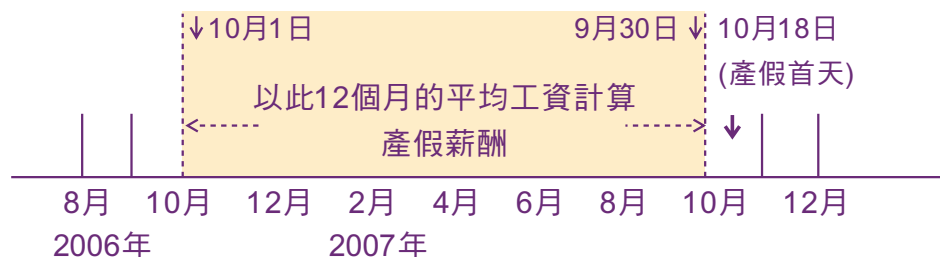 10月1日
9月30日
10月18日
(產假首天)
以此12個月的平均工資計算
產假薪酬
8月 10月 12月 2月 4月 6月 8月 10月 12月
2006年 2007年